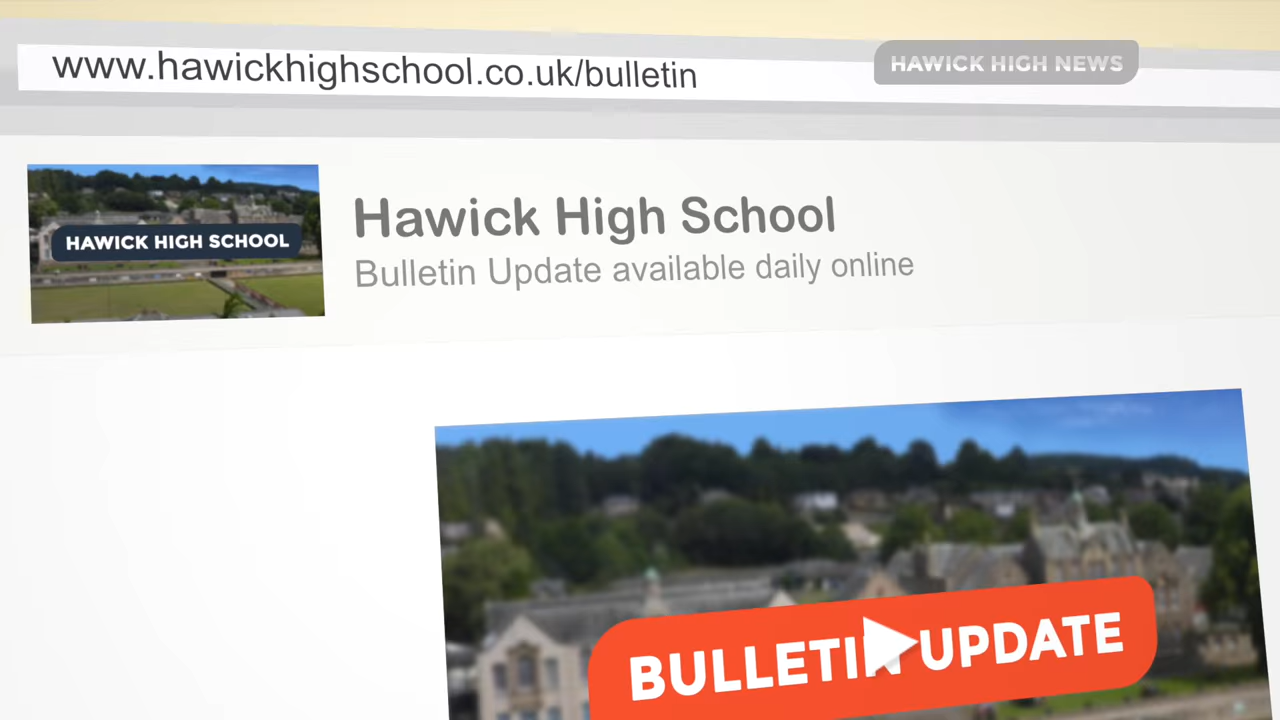 www.hawickhighschool.co.uk/bulletin
HAWICK HIGH NEWS
HAWICK HIGH SCHOOL
Hawick High School
Bulletin Update available daily online
BULLETIN UPDATE